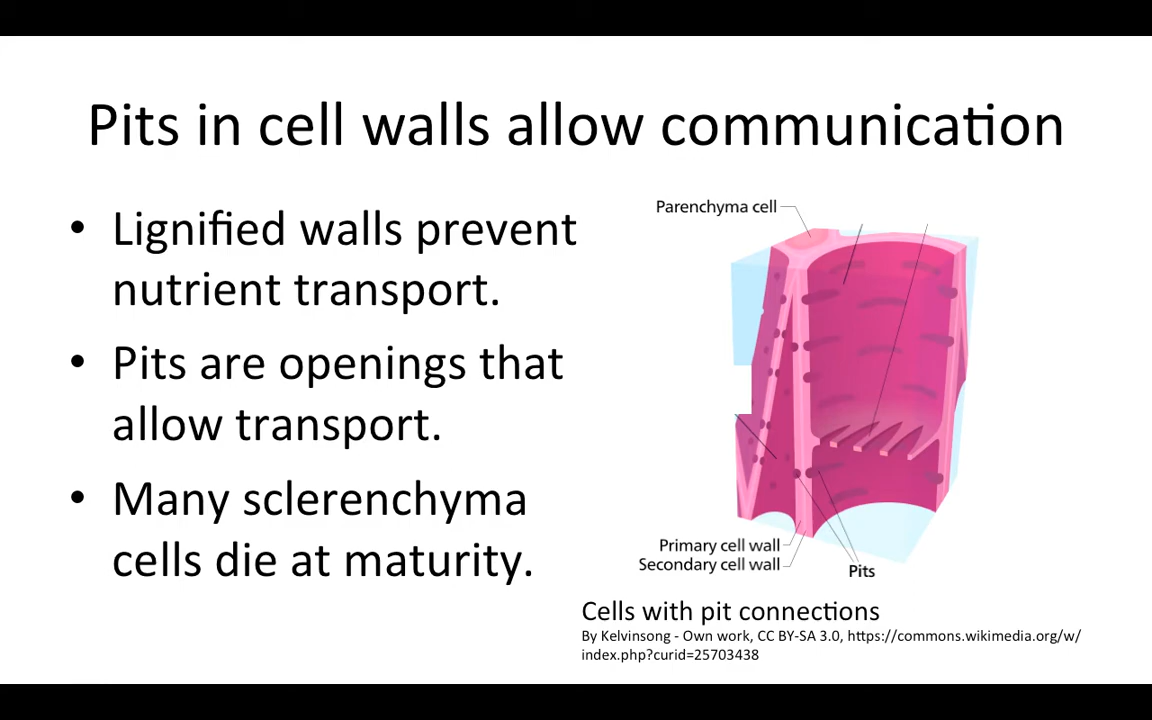 Pits in cell walls allow communication
• Lignified walls prevent
nutrient transport.
• Pits are openings that
allow transport.
• Many sclerenchyma
cells die at maturity.
Parenchyma cell
Primary cell wall
Secondary cell wall
Pits
Cells with pit connections
By Kelvinsong - Own work, CC BY-SA 3.0, https://commons.wikimedia.org/w/
index.php?curid=25703438